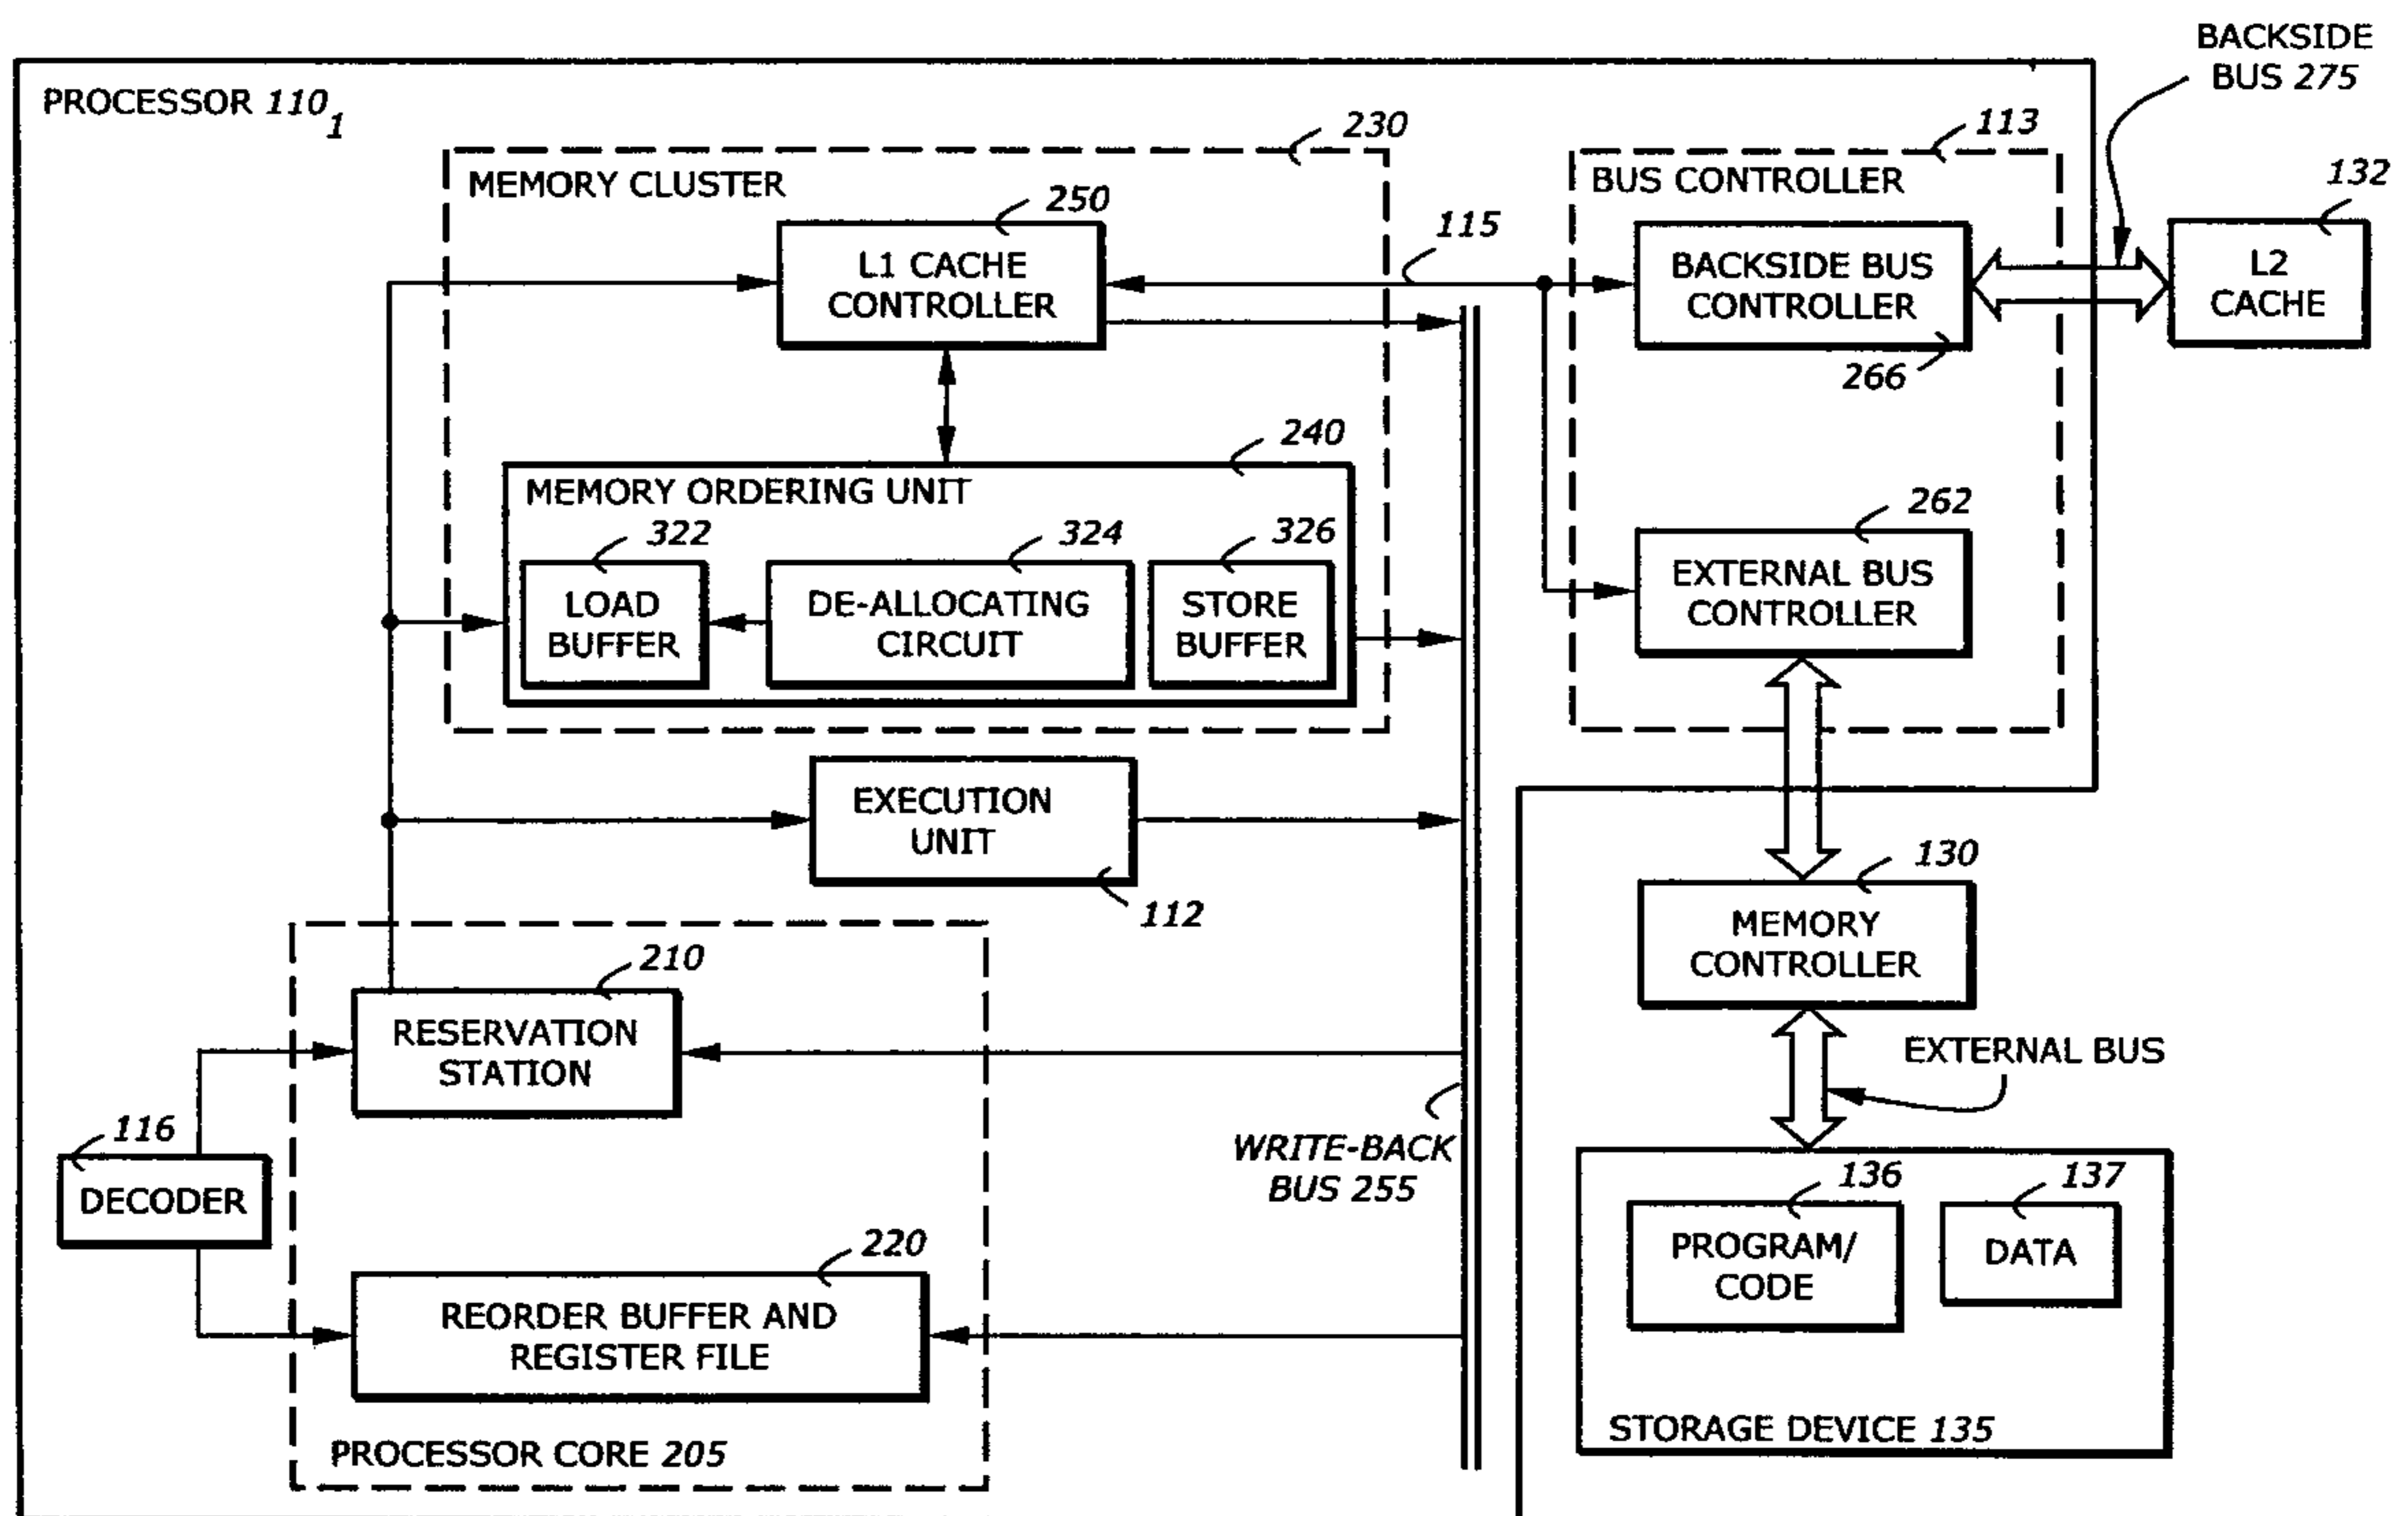 BACKSIDE
BUS 275
PROCESSOR 110
1
230
113
MEMORY CLUSTER
BUS CONTROLLER
132
250
115
L1 CACHE
CONTROLLER
BACKSIDE BUS
CONTROLLER
L2
CACHE
266
240
MEMORY ORDERING UNIT
262
322
324
326
LOAD
BUFFER
DE-ALLOCATING
CIRCUIT
STORE
BUFFER
EXTERNAL BUS
CONTROLLER
EXECUTION
UNIT
112
130
MEMORY
CONTROLLER
210
RESERVATION
STATION
EXTERNAL BUS
116
DECODER
WRITE-BACK
BUS 255
136
137
PROGRAM/
CODE
DATA
220
REORDER BUFFER AND
REGISTER FILE
STORAGE DEVICE 135
PROCESSOR CORE 205